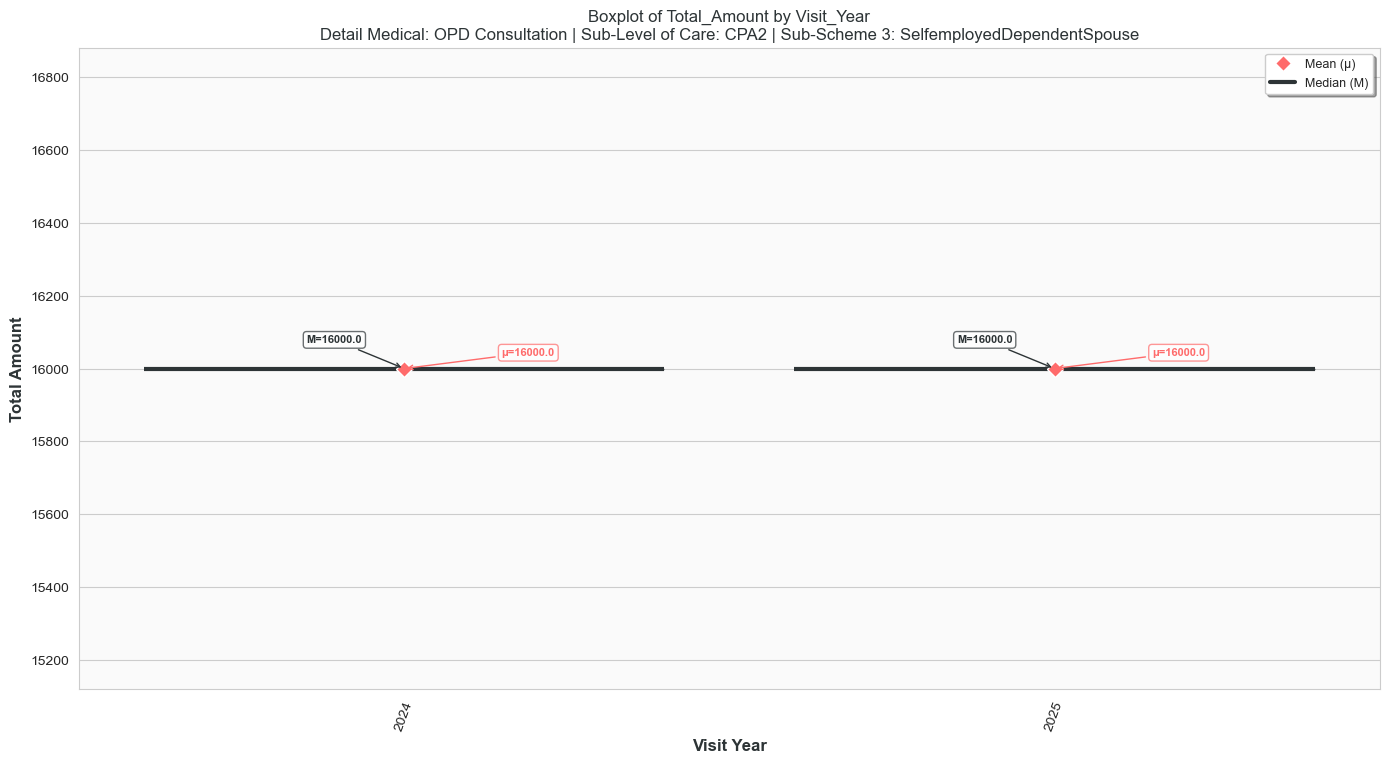 Boxplot of Total_Amount by Visit_Year
Detail Medical: OPD Consultation | Sub-Level of Care: CPA2 | Sub-Scheme 3: SelfemployedDependentSpouse
Mean (μ)
Median (M)
16800
16600
16400
16200
16000
15800
15600
15400
15200
Total Amount
M=16000.0
μ=16000.0
M=16000.0
μ=16000.0
2024
2025
Visit Year